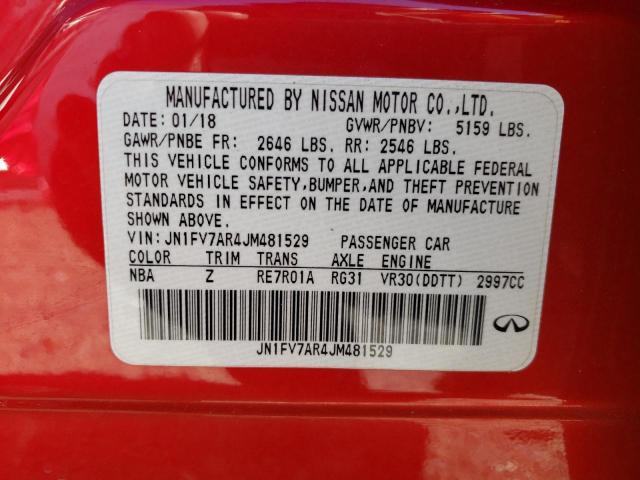 MANUFACTURED BY NISSAN MOTOR CO.,LTD.
DATE: 01/18 GVWR/PNBV: 5159 LBS.
GAWR/PNBE FR: 2646 LBS. RR: 2546 LBS.
THIS VEHICLE CONFORMS TO ALL APPLICABLE FEDERAL
MOTOR VEHICLE SAFETY,BUMPER,AND THEFT PREVENTION
STANDARDS IN EFFECT ON THE DATE OF MANUFACTURE
SHOWN ABOVE.
VIN: JN1FV7AR4JM481529 PASSENGER CAR
COLOR TRIM TRANS AXLE ENGINE
NBA Z RE7R01A RG31 VR30(DDTT) 2997CC
JN1FV7AR4JM481529